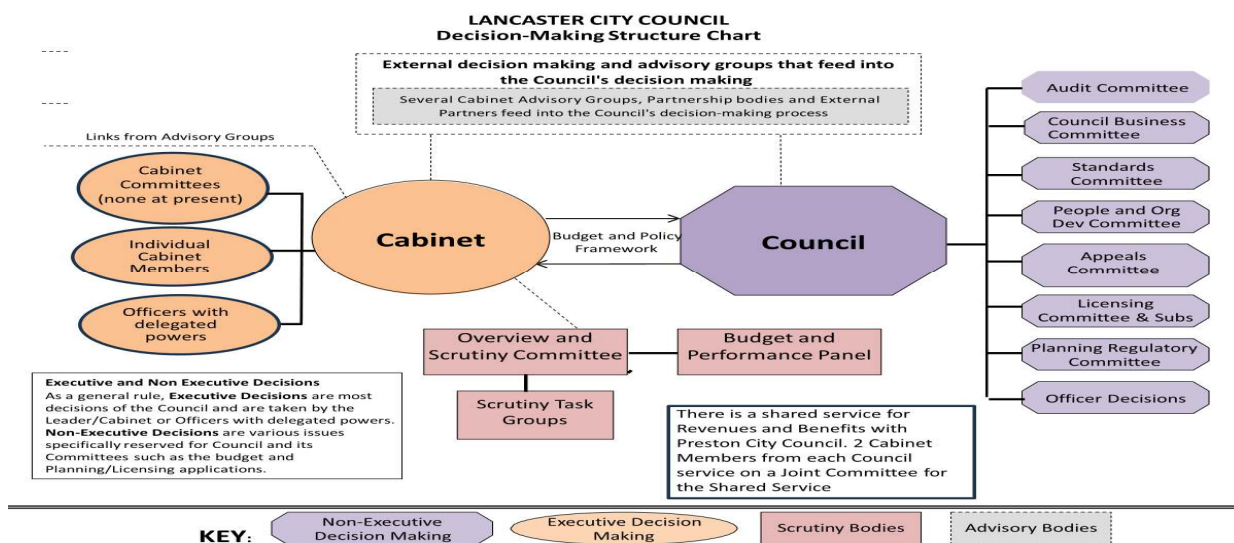 LANCASTER CITY COUNCIL
Decision-Making Structure Chart
External decision making and advisory groups that feed into
the Council's decision making
Several Cabinet Advisory Groups, Partnership bodies and External
Partners feed into the Council's decision-making process
Links from Advisory Groups
Cabinet
Committees
(none at present)
Individual
Cabinet
Members
Officers with
delegated
powers
Cabinet
Budget and Policy
Framework
Council
Audit Committee
Council Business
Committee
Standards
Committee
People and Org
Dev Committee
Appeals
Committee
Licensing
Committee & Subs
Planning Regulatory
Committee
Officer Decisions
Overview and
Scrutiny Committee
Budget and
Performance Panel
Scrutiny Task
Groups
Executive and Non Executive Decisions
As a general rule, Executive Decisions are most
decisions of the Council and are taken by the
Leader/Cabinet or Officers with delegated powers.
Non-Executive Decisions are various issues
specifically reserved for Council and its
Committees such as the budget and
Planning/Licensing applications.
There is a shared service for
Revenues and Benefits with
Preston City Council. 2 Cabinet
Members from each Council
service on a Joint Committee for
the Shared Service
KEY:
Non-Executive
Decision Making
Executive Decision
Making
Scrutiny Bodies
Advisory Bodies